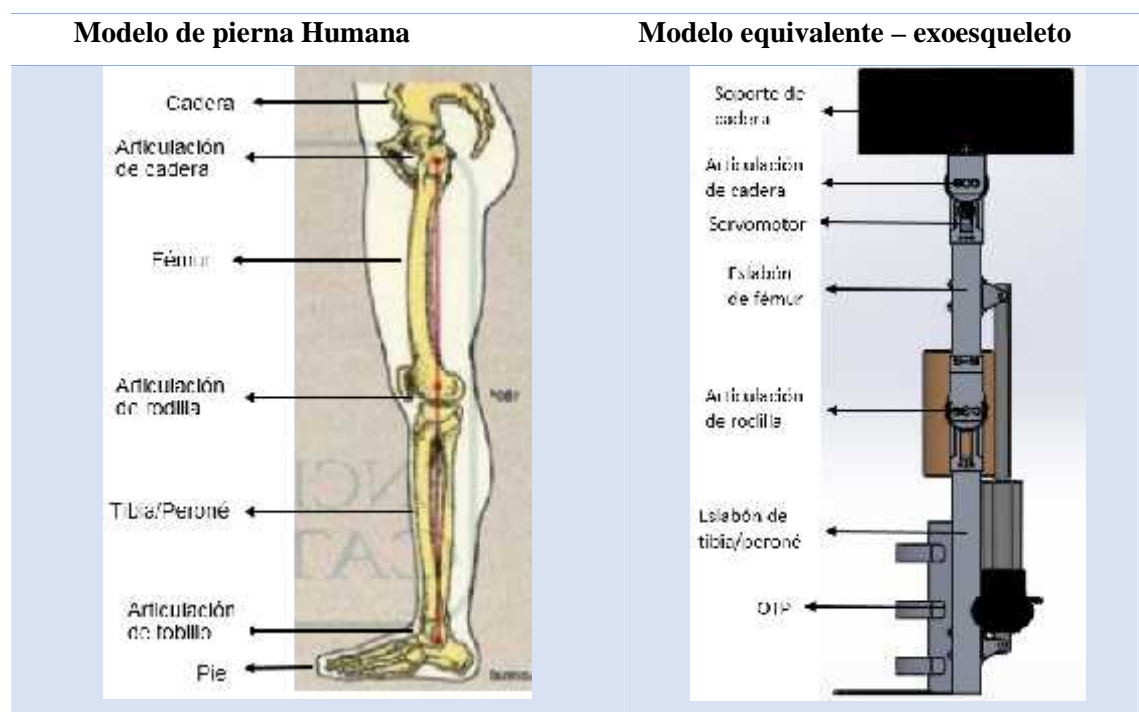 Modelo de pierna Humana
Modelo equivalente – exoesqueleto
Cadera
Articulación
de cadera
Fémur
Articulación
de rodilla
Tibia/Peroné
Articulación
de tobillo
Pie
Soporte de
cadera
Articulación
de cadera
Servomotor
Eslabón
de fémur
Articulación
de rodilla
Eslabón de
tibia/peroné